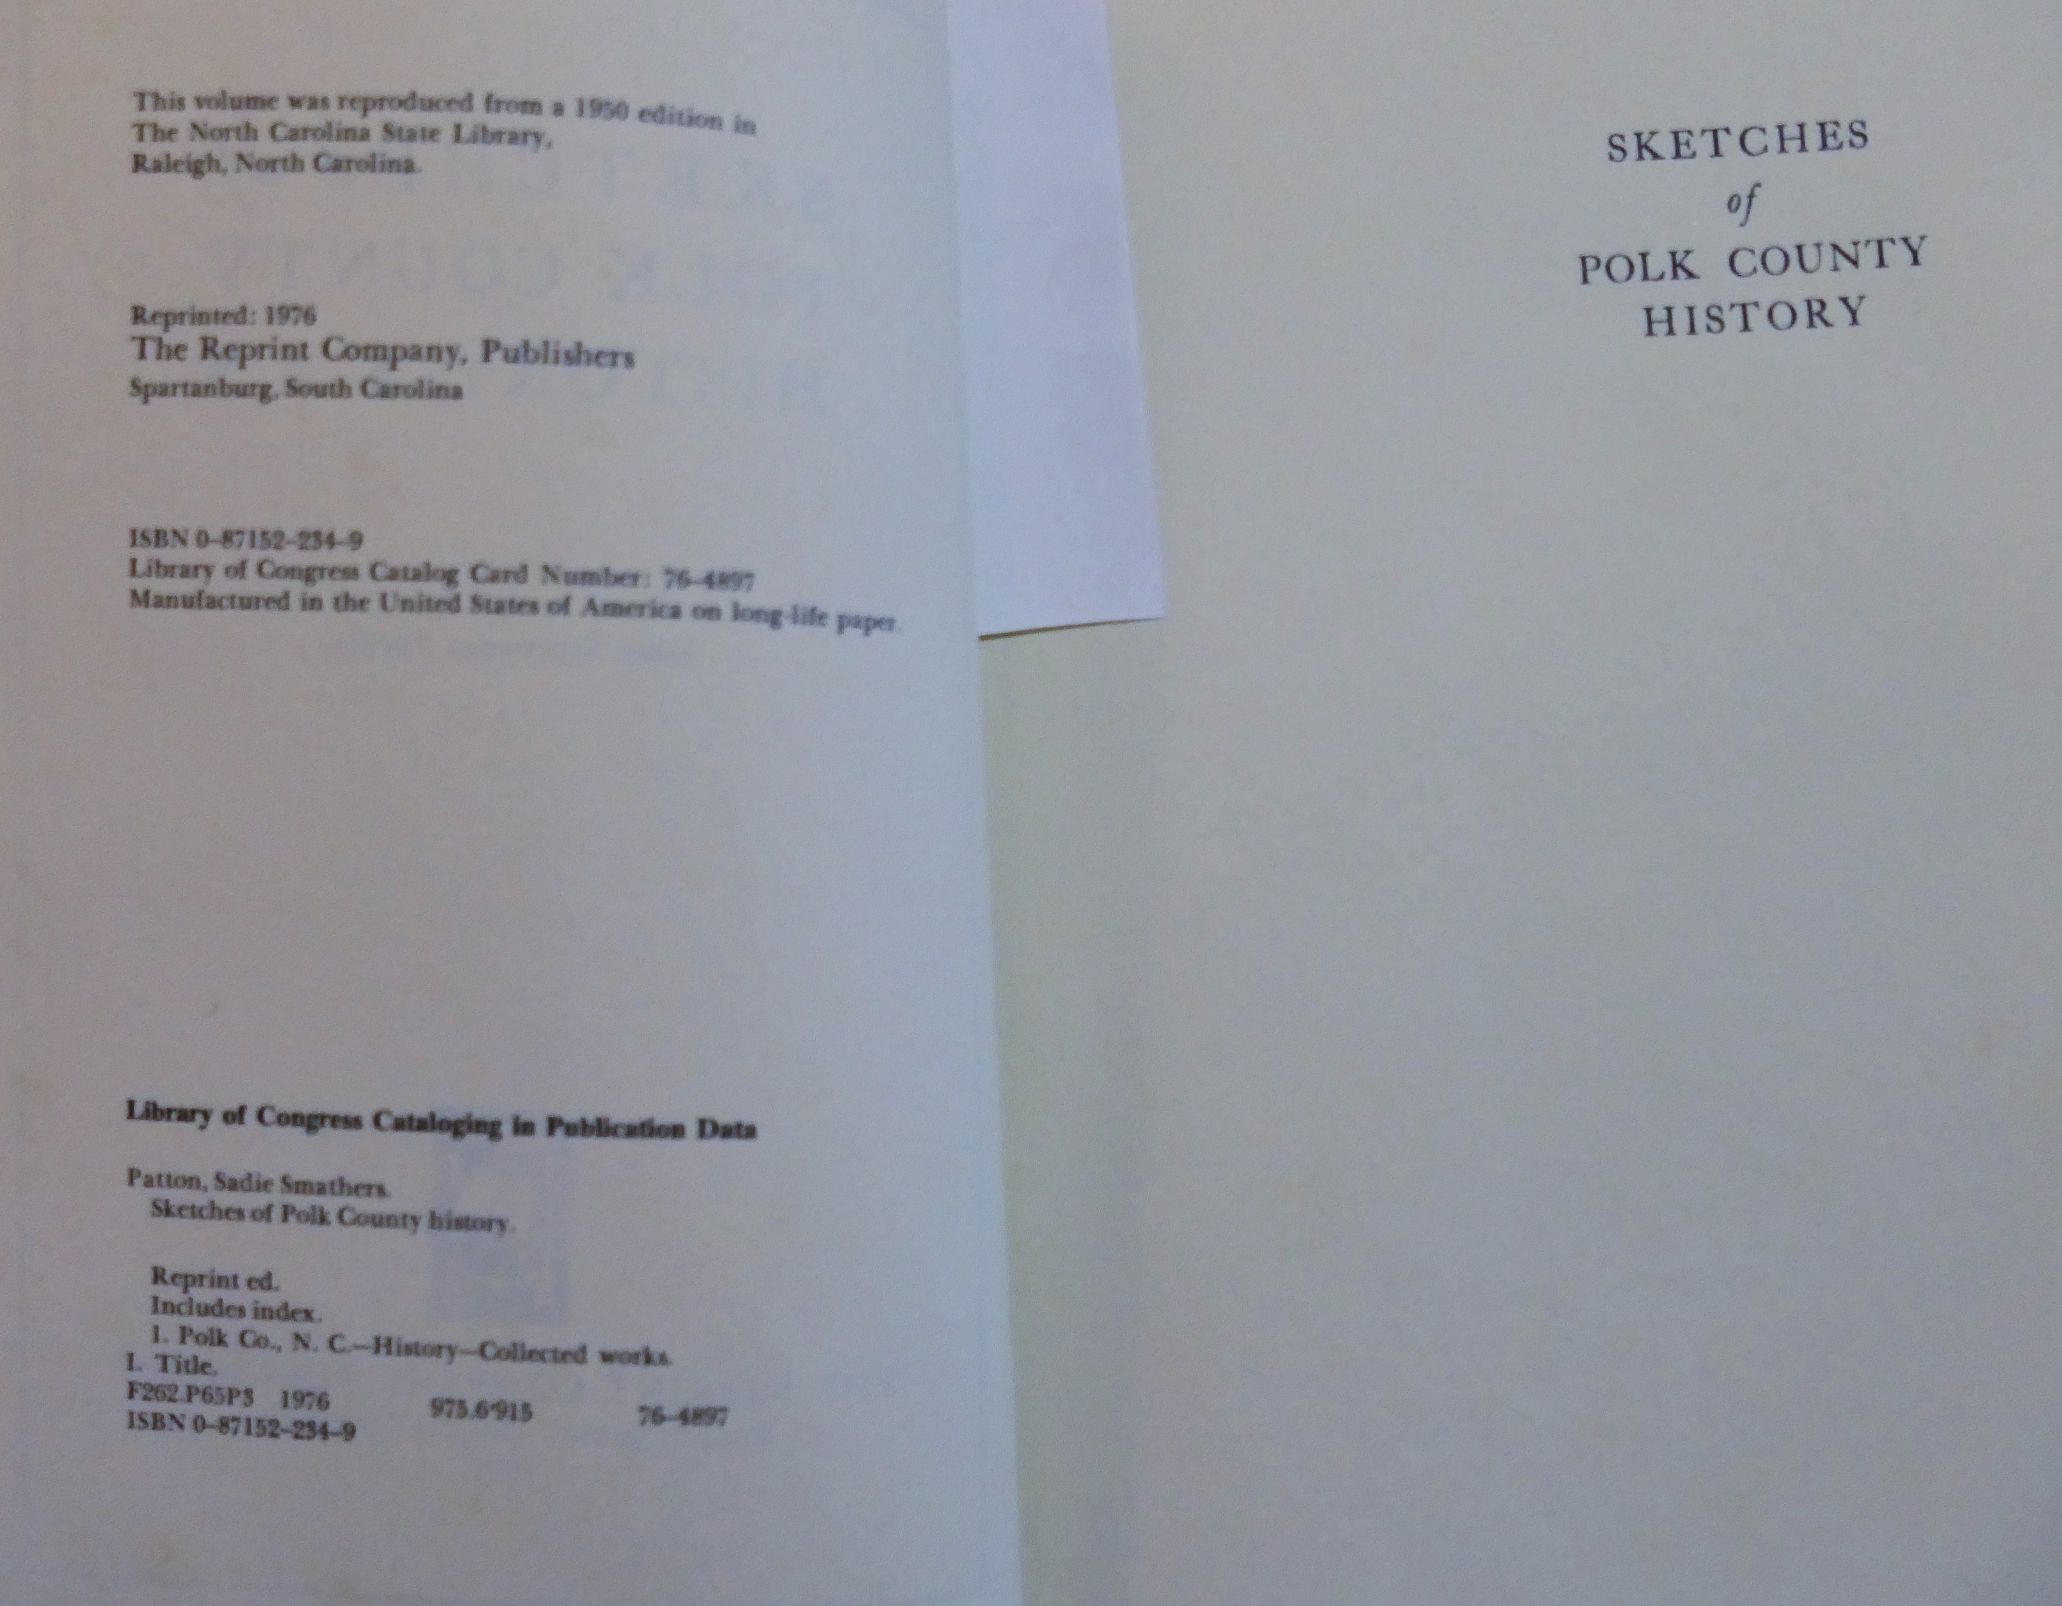 This volume was reproduced from a 1950 edition in
The North Carolina State Library,
Raleigh, North Carolina.
Reprinted: 1976
The Reprint Company, Publishers
Spartanburg, South Carolina
ISBN 0–87152–234–9
Library of Congress Catalog Card Number: 76–4897
Manufactured in the United States of America on long-life paper.
Library of Congress Cataloging in Publication Data
Patton, Sadie Smathers.
Sketches of Polk County history.
Reprint ed.
Includes index.
1. Polk Co., N. C.—History—Collected works.
I. Title.
F262.P65P3 1976 975.6'915 76–4897
ISBN 0–87152–234–9
SKETCHES
of
POLK COUNTY
HISTORY